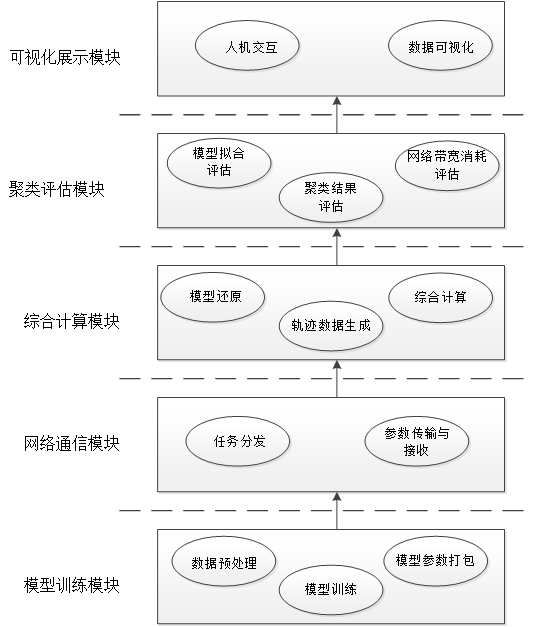 可视化展示模块
人机交互
数据可视化
聚类评估模块
模型拟合
评估
聚类结果
评估
网络带宽消耗
评估
综合计算模块
模型还原
轨迹数据生成
综合计算
网络通信模块
任务分发
参数传输与
接收
模型训练模块
数据预处理
模型训练
模型参数打包